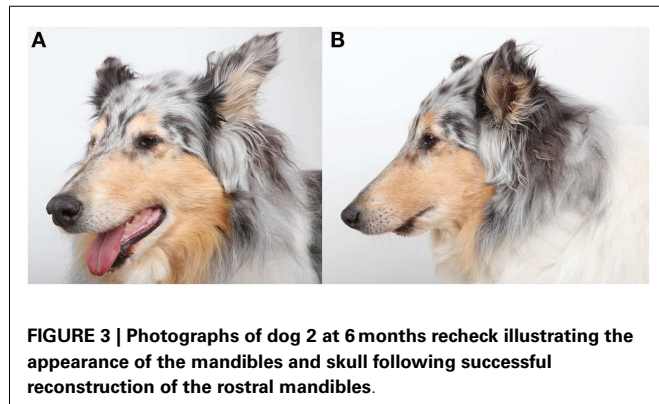 A
B
FIGURE 3 | Photographs of dog 2 at 6 months recheck illustrating the
appearance of the mandibles and skull following successful
reconstruction of the rostral mandibles.